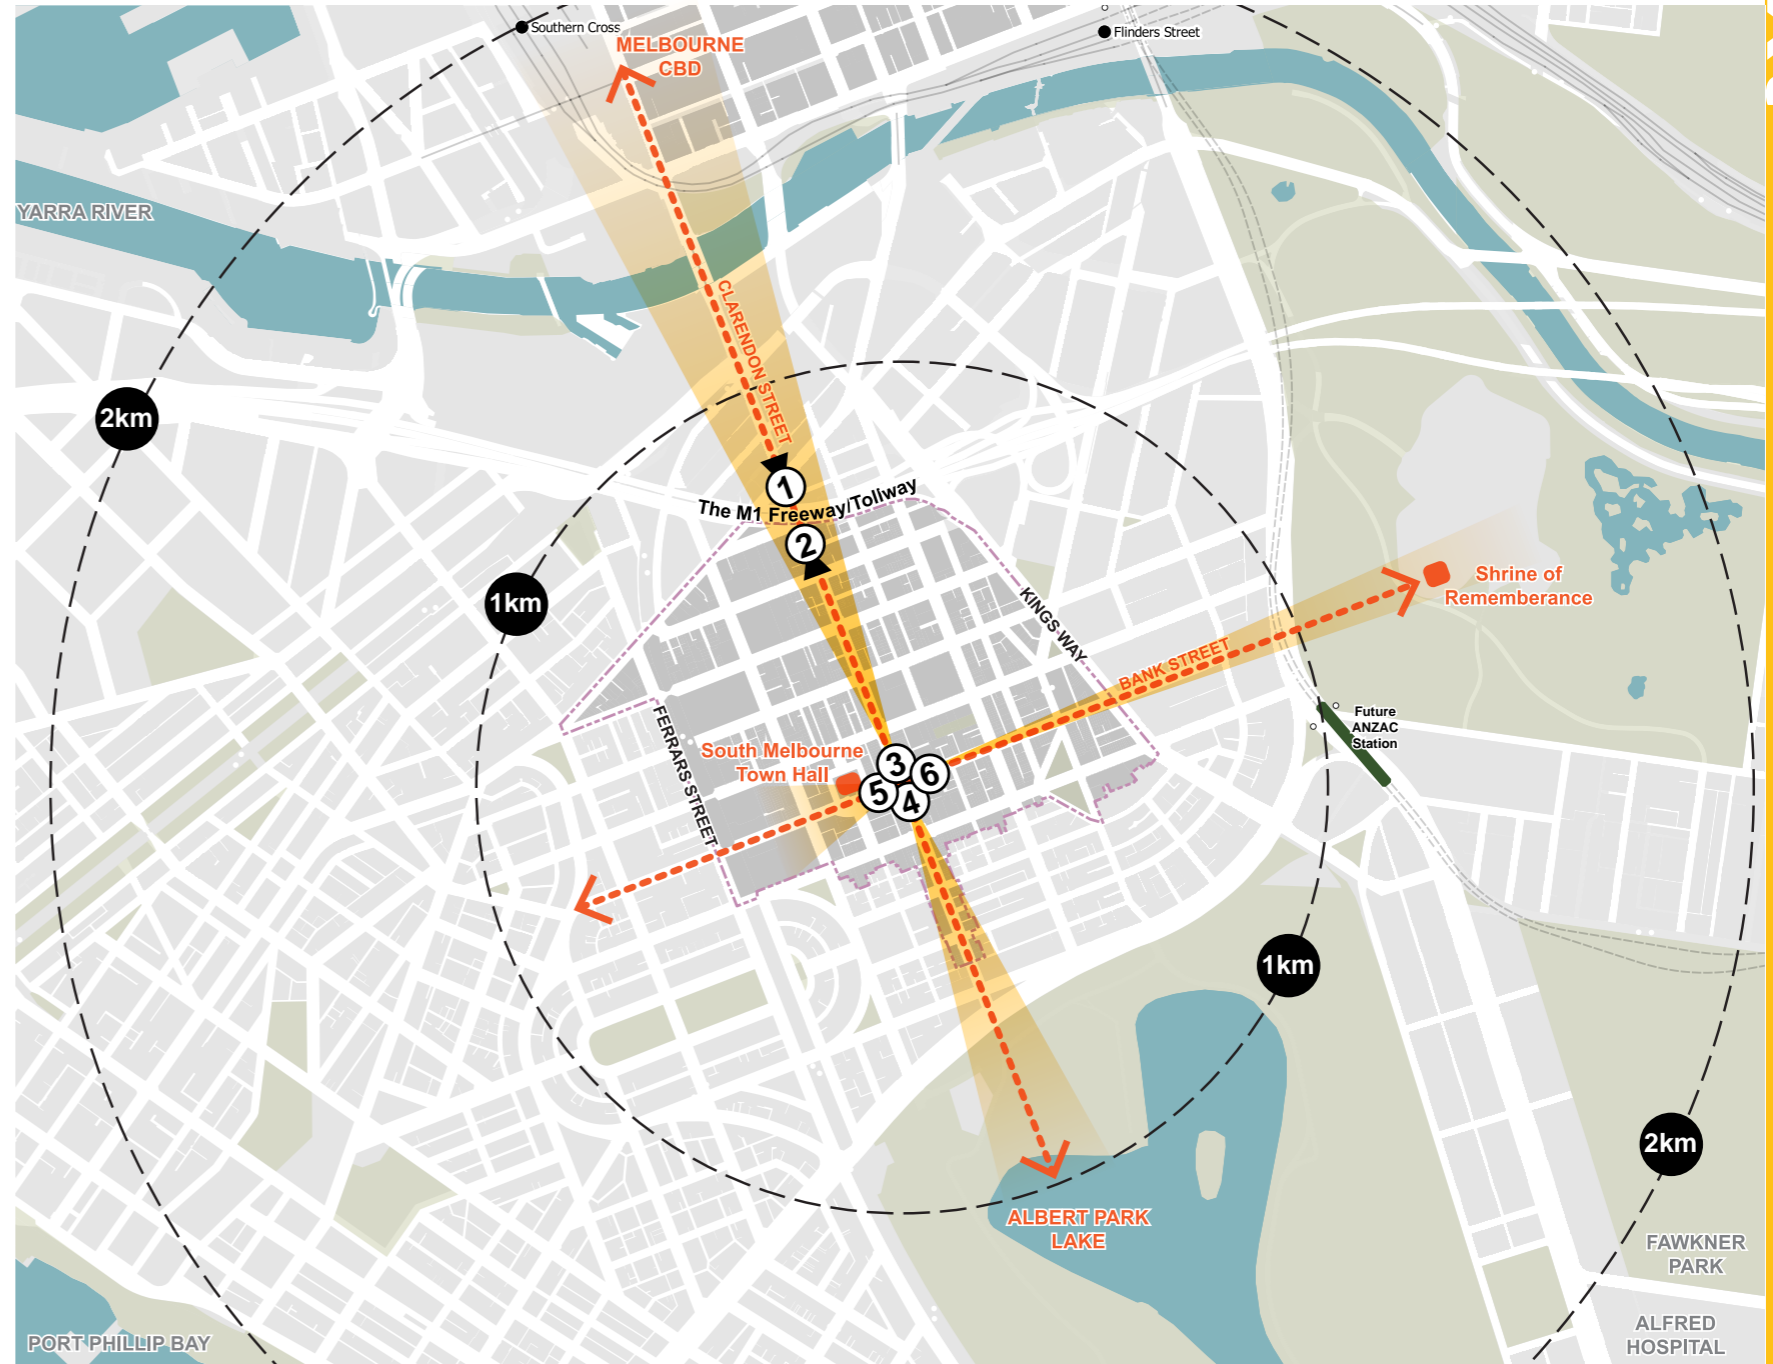 Southern Cross
Flinders Street
MELBOURNE
CBD
YARRA RIVER
CLARENDON STREET
2km
1
The M1 Freeway/Tollway
2
1km
Shrine of
Rememberance
KINGS WAY
BANK STREET
FERRARS STREET
Future
ANZAC
Station
South Melbourne
Town Hall
3
6
5
4
1km
2km
ALBERT PARK
LAKE
FAWKNER
PARK
PORT PHILLIP BAY
ALFRED
HOSPITAL